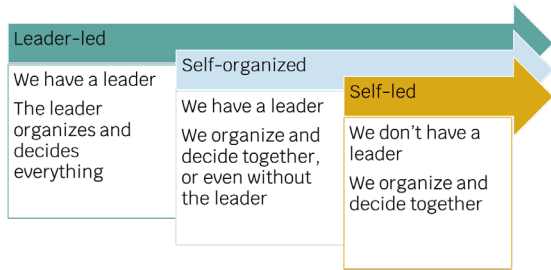 Leader-led
We have a leader
The leader
organizes and
decides
everything
Self-organized
We have a leader
We organize and
decide together,
or even without
the leader
Self-led
We don’t have a
leader
We organize and
decide together